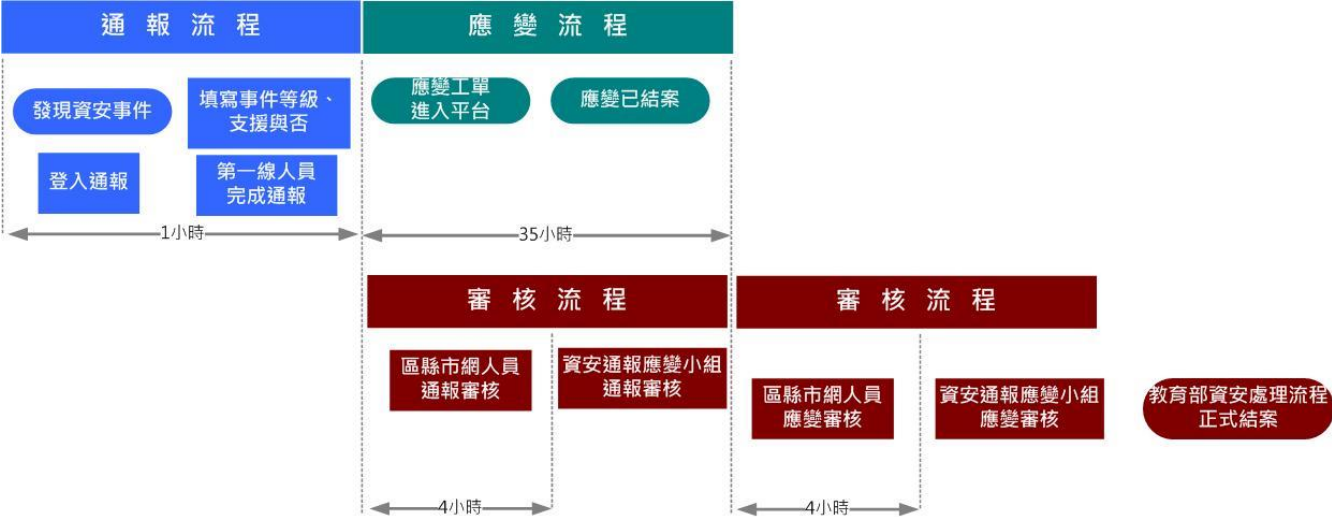 通報流程
應變流程
發現資安事件
填寫事件等級、
支援與否
應變工單
進入平台
應變已結案
登入通報
第一線人員
完成通報
1小時
35小時
審核流程
審核流程
區縣市網人員
通報審核
資安通報應變小組
通報審核
區縣市網人員
應變審核
資安通報應變小組
應變審核
教育部資安處理流程
正式結案
4小時
4小時